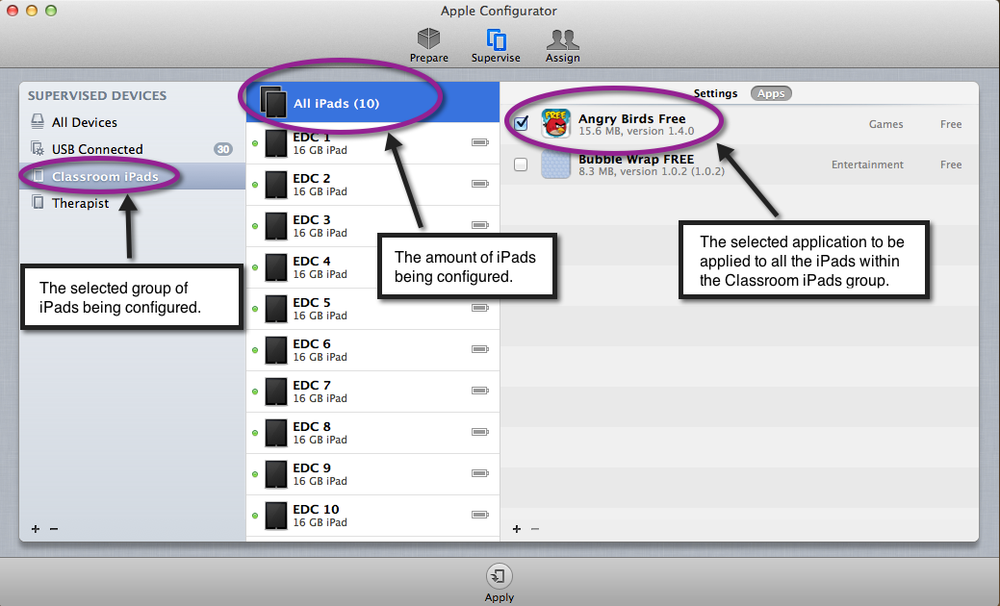 Apple Configurator
Prepare
Supervise
Assign
SUPERVISED DEVICES
All Devices
USB Connected
30
Classroom iPads
Therapist
The selected group of
iPads being configured.
All iPads (10)
EDC 1
16 GB iPad
EDC 2
16 GB iPad
EDC 3
16 GB iPad
EDC 4
16 GB iPad
EDC 5
16 GB iPad
EDC 6
16 GB iPad
EDC 7
16 GB iPad
EDC 8
16 GB iPad
EDC 9
16 GB iPad
EDC 10
16 GB iPad
The amount of iPads
being configured.
Settings Apps
FREE
Angry Birds Free
15.6 MB, version 1.4.0
Games
Free
Bubble Wrap FREE
8.3 MB, version 1.0.2 (1.0.2)
Entertainment
Free
The selected application to be
applied to all the iPads within
the Classroom iPads group.
Apply